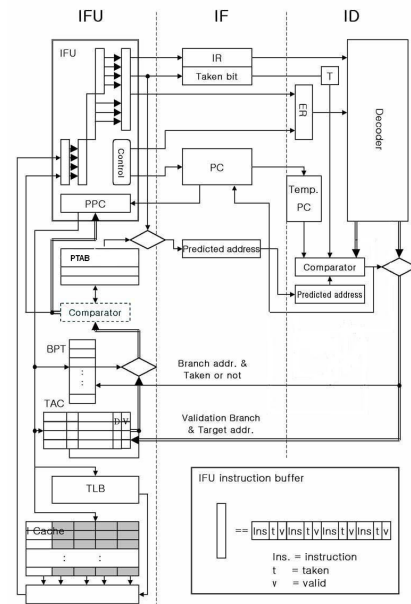 IFU IF ID
IFU
IR
Taken bit
T
ER
Decoder
Control
PC
PPC
Temp.
PC
PTAB
Predicted address
Comparator
Predicted address
Comparator
BPT
Branch addr. &
Taken or not
:
:
TAC
D V
Validation Branch
& Target addr.
TLB
I Cache
: :
IFU instruction buffer
== Ins t v Ins t v Ins t v Ins t v
Ins. = instruction
t = taken
v = valid